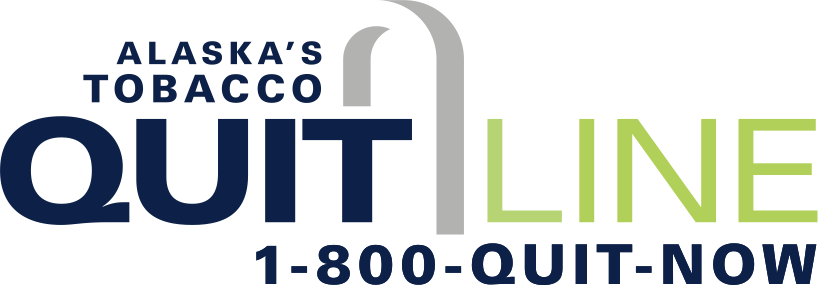 ALASKA'S
TOBACCO
QUIT LINE
1-800-QUIT-NOW